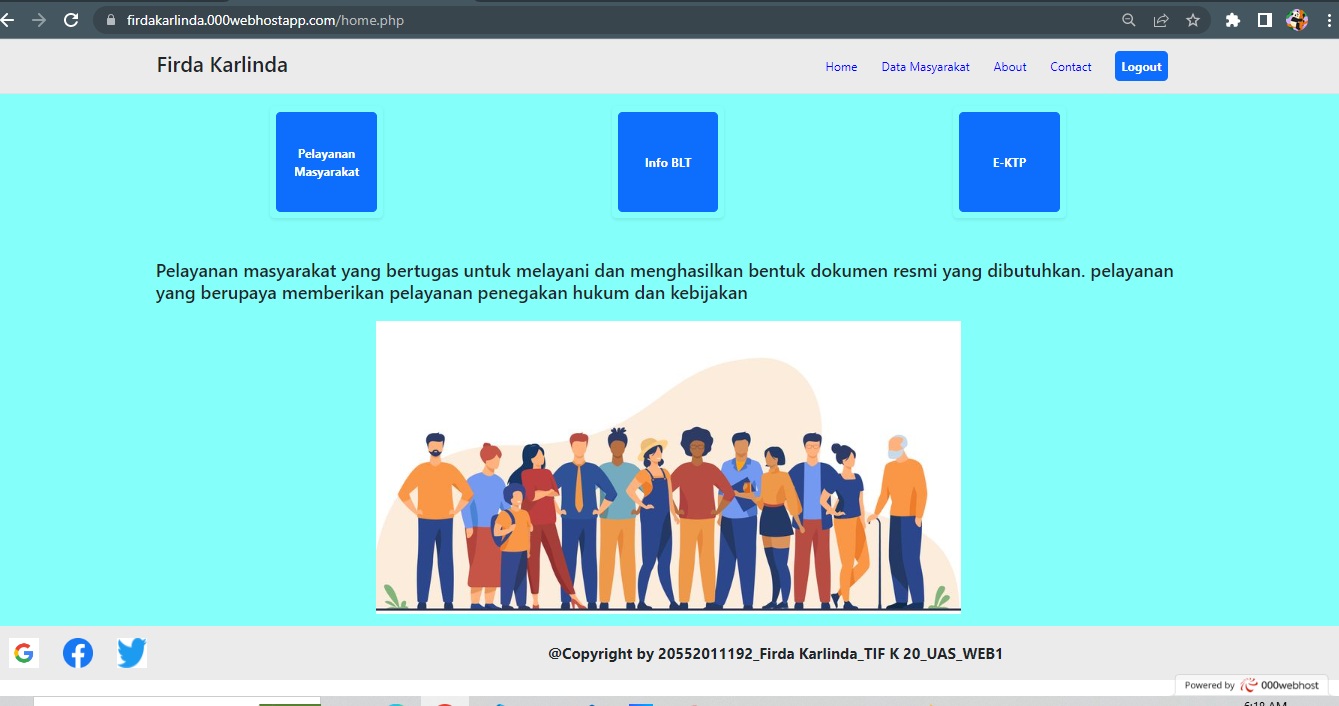 firdakarlinda.000webhostapp.com/home.php
Firda Karlinda
Home
Data Masyarakat
About
Contact
Logout
Pelayanan
Masyarakat
Info BLT
E-KTP
Pelayanan masyarakat yang bertugas untuk melayani dan menghasilkan bentuk dokumen resmi yang dibutuhkan. pelayanan
yang berupaya memberikan pelayanan penegakan hukum dan kebijakan
@Copyright by 20552011192_Firda Karlinda_TIF K 20_UAS_WEB1
Powered by 000webhost